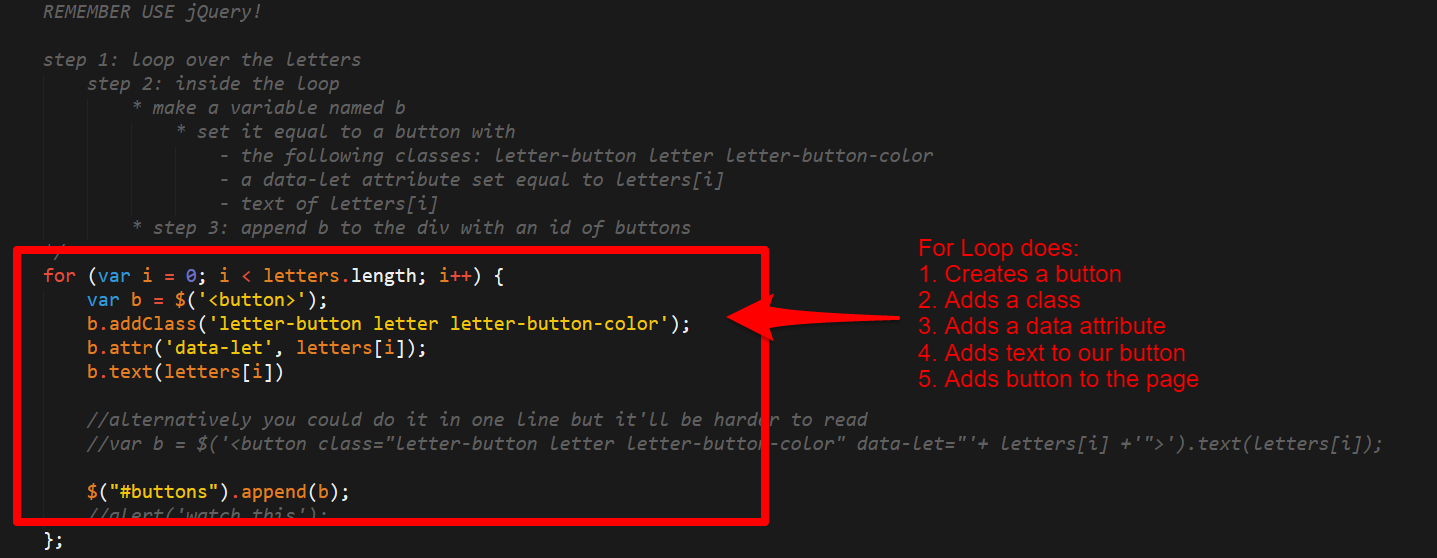 REMEMBER USE jQuery!
step 1: loop over the letters
step 2: inside the loop
* make a variable named b
* set it equal to a button with
- the following classes: letter-button letter letter-button-color
- a data-let attribute set equal to letters[i]
- text of letters[i]
* step 3: append b to the div with an id of buttons
for (var i = 0; i < letters.length; i++) {
var b = $('<button>');
b.addClass('letter-button letter letter-button-color');
b.attr('data-let', letters[i]);
b.text(letters[i])
//alternatively you could do it in one line but it'll be harder to read
//var b = $('<button class="letter-button letter letter-button-color" data-let="'+ letters[i] +'">').text(letters[i]);
$("#buttons").append(b);
//alert('watch this');
};
For Loop does:
1. Creates a button
2. Adds a class
3. Adds a data attribute
4. Adds text to our button
5. Adds button to the page